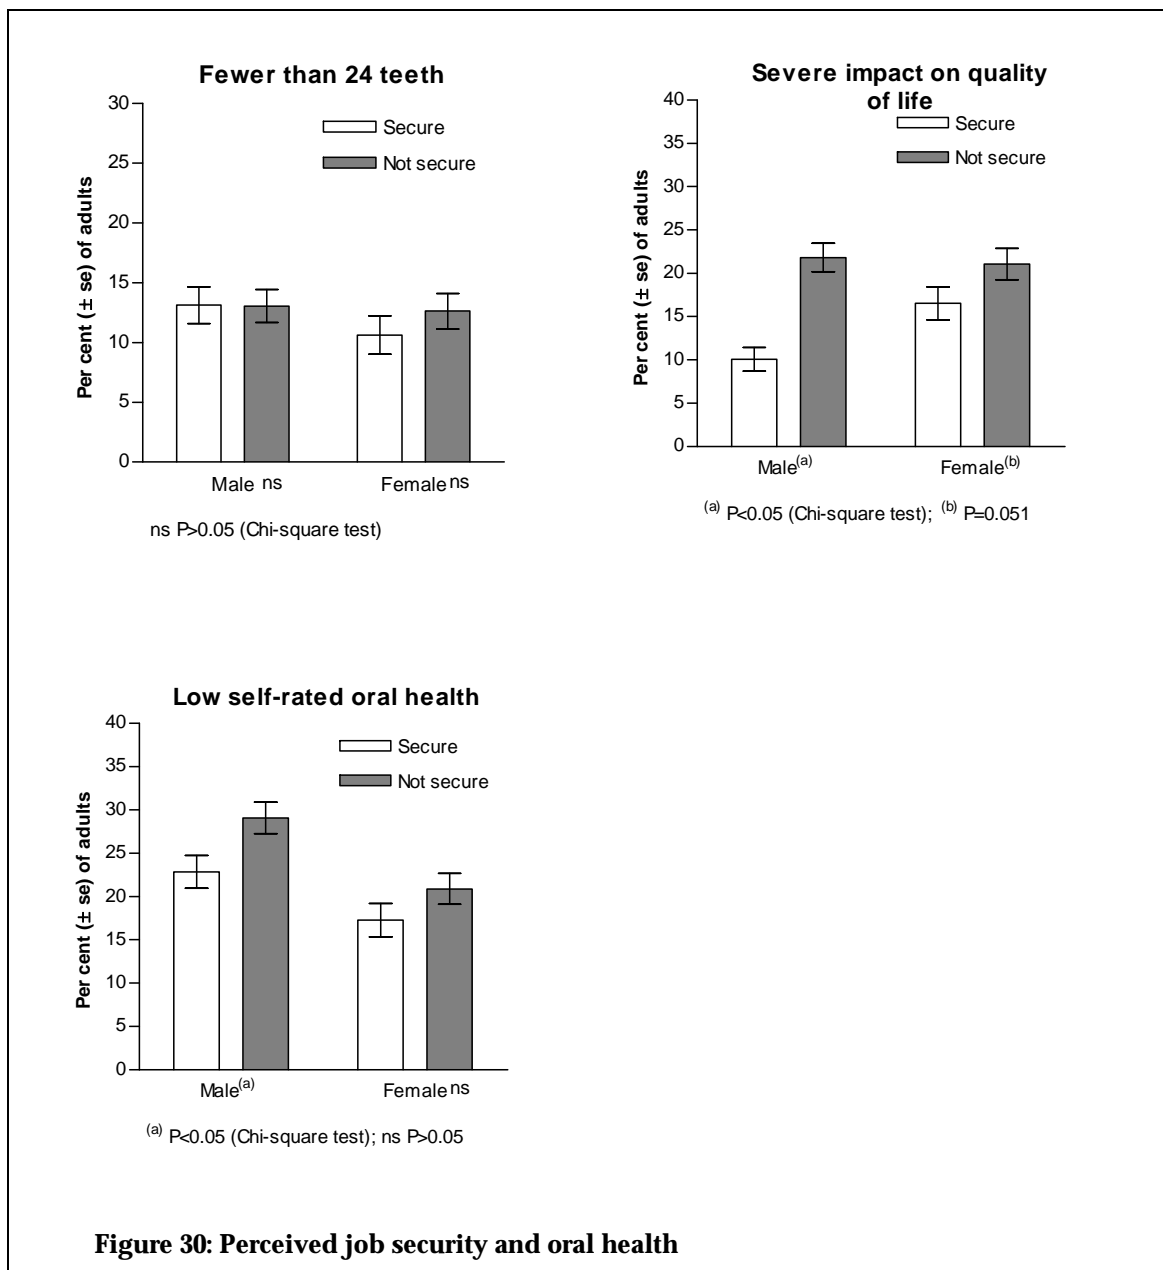 Fewer than 24 teeth
Per cent (± se) of adults
30
25
20
15
10
5
0
Secure
Not secure
Male ns
Female ns
ns P>0.05 (Chi-square test)
Severe impact on quality
of life
Per cent (± se) of adults
40
35
30
25
20
15
10
5
0
Secure
Not secure
Male(a)
Female(b)
(a) P<0.05 (Chi-square test); (b) P=0.051
Low self-rated oral health
Per cent (± se) of adults
40
35
30
25
20
15
10
5
0
Secure
Not secure
Male(a)
Female ns
(a) P<0.05 (Chi-square test); ns P>0.05
Figure 30: Perceived job security and oral health